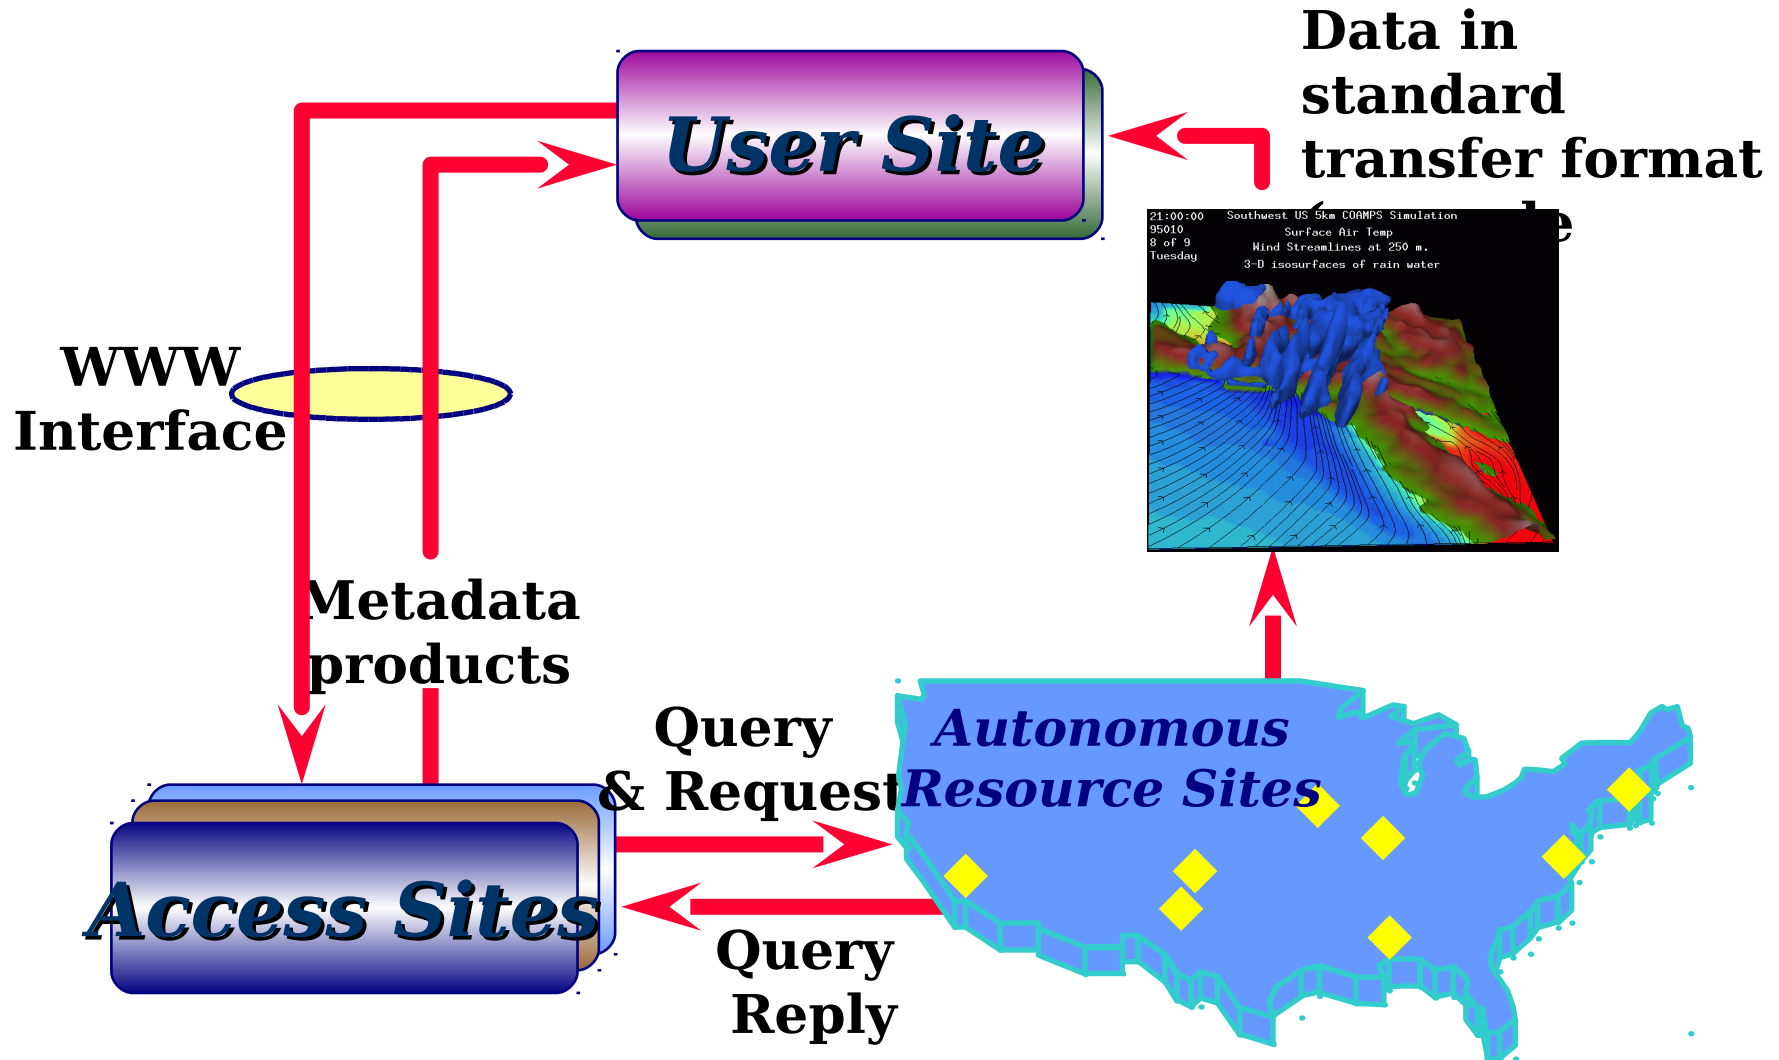 Data in
standard
transfer format
User Site
21:00:00
95010
8 of 9
Tuesday
Southwest US 5km COAMPS Simulation
Surface Air Temp
Wind Streamlines at 250 m.
3-D isosurfaces of rain water
WWW
Interface
Metadata
products
Query
& Request
Autonomous
Resource Sites
Access Sites
Query
Reply